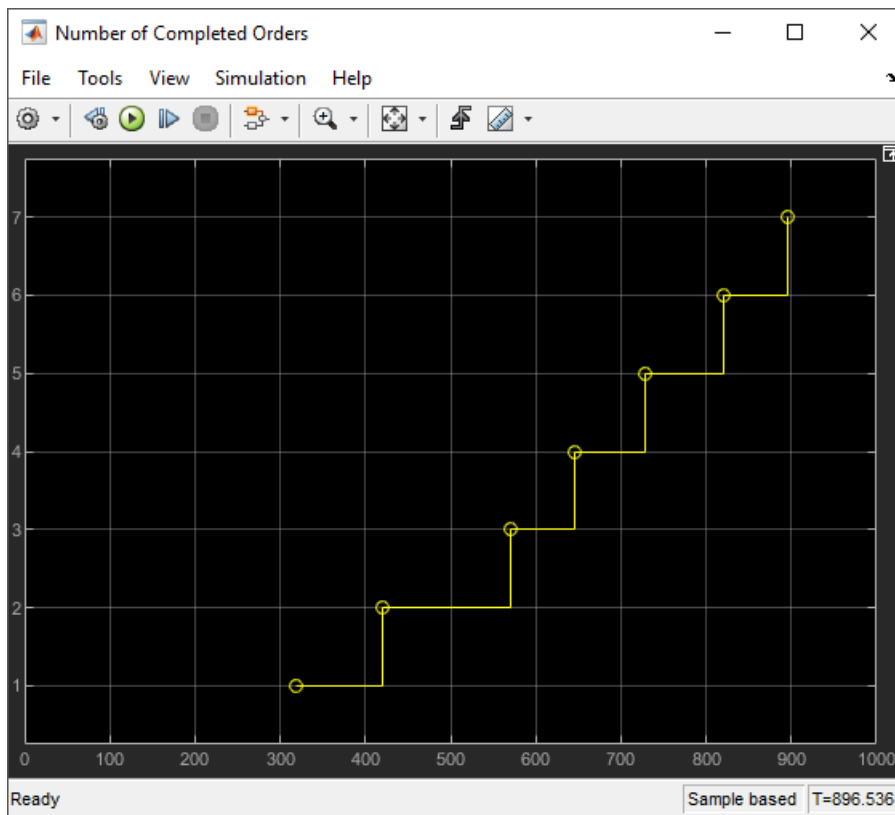 Number of Completed Orders
File Tools View Simulation Help
7
6
5
4
3
2
1
0 100 200 300 400 500 600 700 800 900 1000
Ready Sample based T=896.536